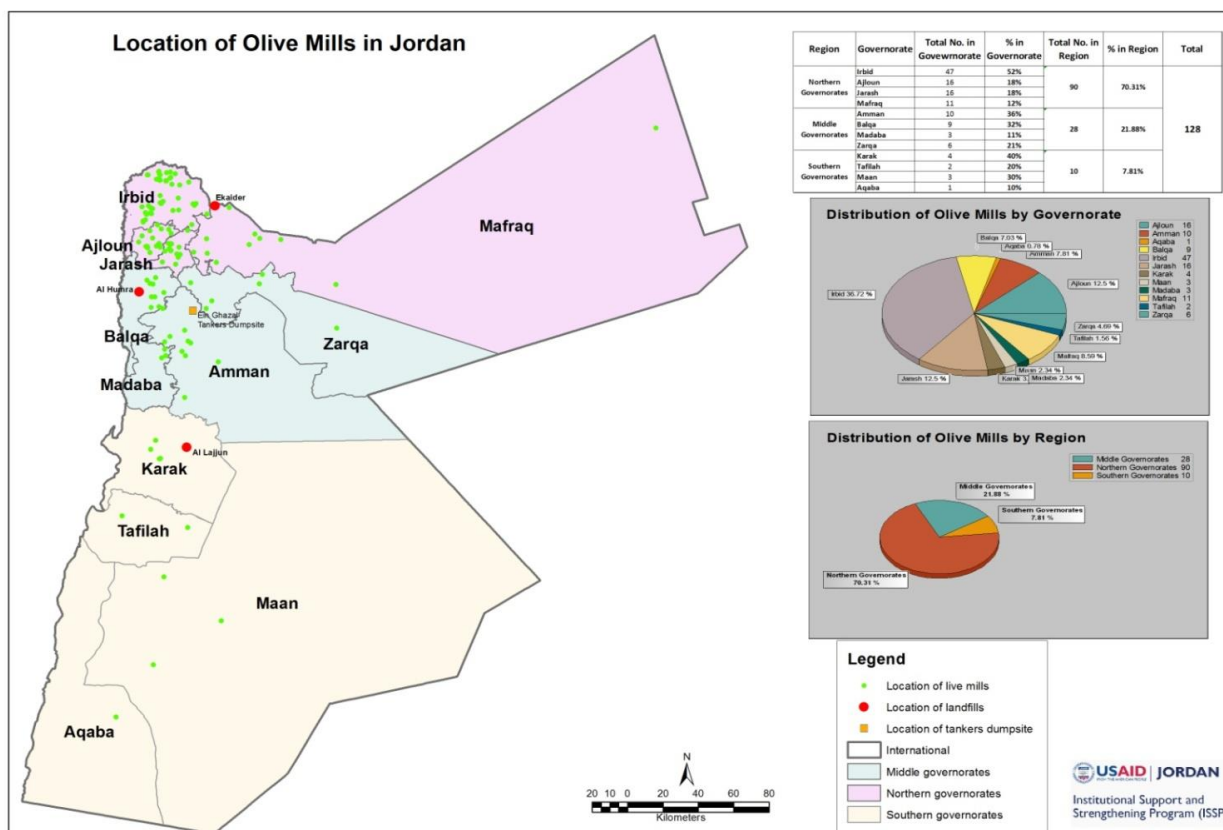 Location of Olive Mills in Jordan
Irbid
Ekaider
Mafraq
Ajloun
Jarash
Al Humra
Ein Ghazal
Tankers Dumpsite
Balqa
Zarqa
Amman
Madaba
Al Lajjun
Karak
Tafilah
Maan
Aqaba
N
20 10 0 20 40 60 80
Kilometers
Region Governorate Total No. in Govewrnorate % in Governorate Total No. in Region % in Region Total
Northern Governorates 90 70.31% 128
Irbid 47 52%
Ajloun 16 18%
Jarash 16 18%
Mafraq 11 12%
Middle Governorates 28 21.88%
Amman 10 36%
Balqa 9 32%
Madaba 3 11%
Zarqa 6 21%
Southern Governorates 10 7.81%
Karak 4 40%
Tafilah 2 20%
Maan 3 30%
Aqaba 1 10%
Distribution of Olive Mills by Governorate
Ajloun 16
Amman 10
Aqaba 1
Balqa 9
Irbid 47
Jarash 16
Karak 4
Maan 3
Madaba 3
Mafraq 11
Tafilah 2
Zarqa 6
Balqa 7.03 %
Aqaba 0.78 %
Amman 7.81 %
Ajloun 12.5 %
Irbid 36.72 %
Zarqa 4.69 %
Tafilah 1.56 %
Mafraq 8.59 %
Maan 2.34 %
Madaba 2.34 %
Karak 3
Jarash 12.5 %
Distribution of Olive Mills by Region
Middle Governorates 28
Northern Governorates 90
Southern Governorates 10
Middle Governorates
21.88 %
Southern Governorates
7.81 %
Northern Governorates
70.31 %
Legend
Location of live mills
Location of landfills
Location of tankers dumpsite
International
Middle governorates
Northern governorates
Southern governorates
USAID | JORDAN
Institutional Support and
Strengthening Program (ISSP